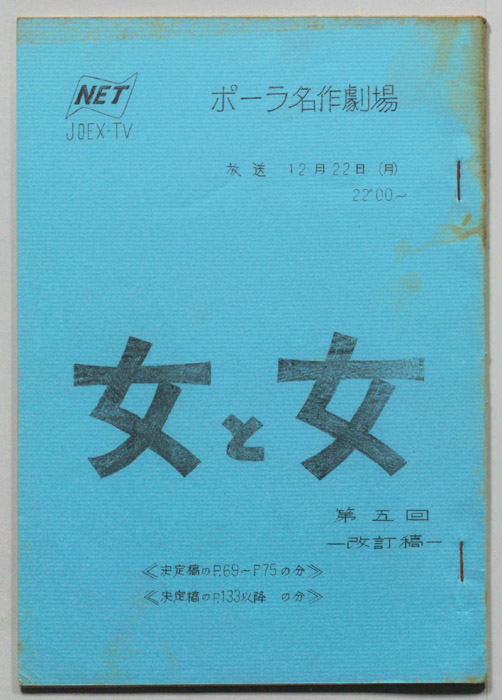 NET
JOEX-TV
ポーラ名作劇場
放送 12月22日(月)
22°00~
女と女
第五回
―改訂稿―
≪決定稿のP.69~P75の分≫
≪決定稿のP.133以降 の分≫